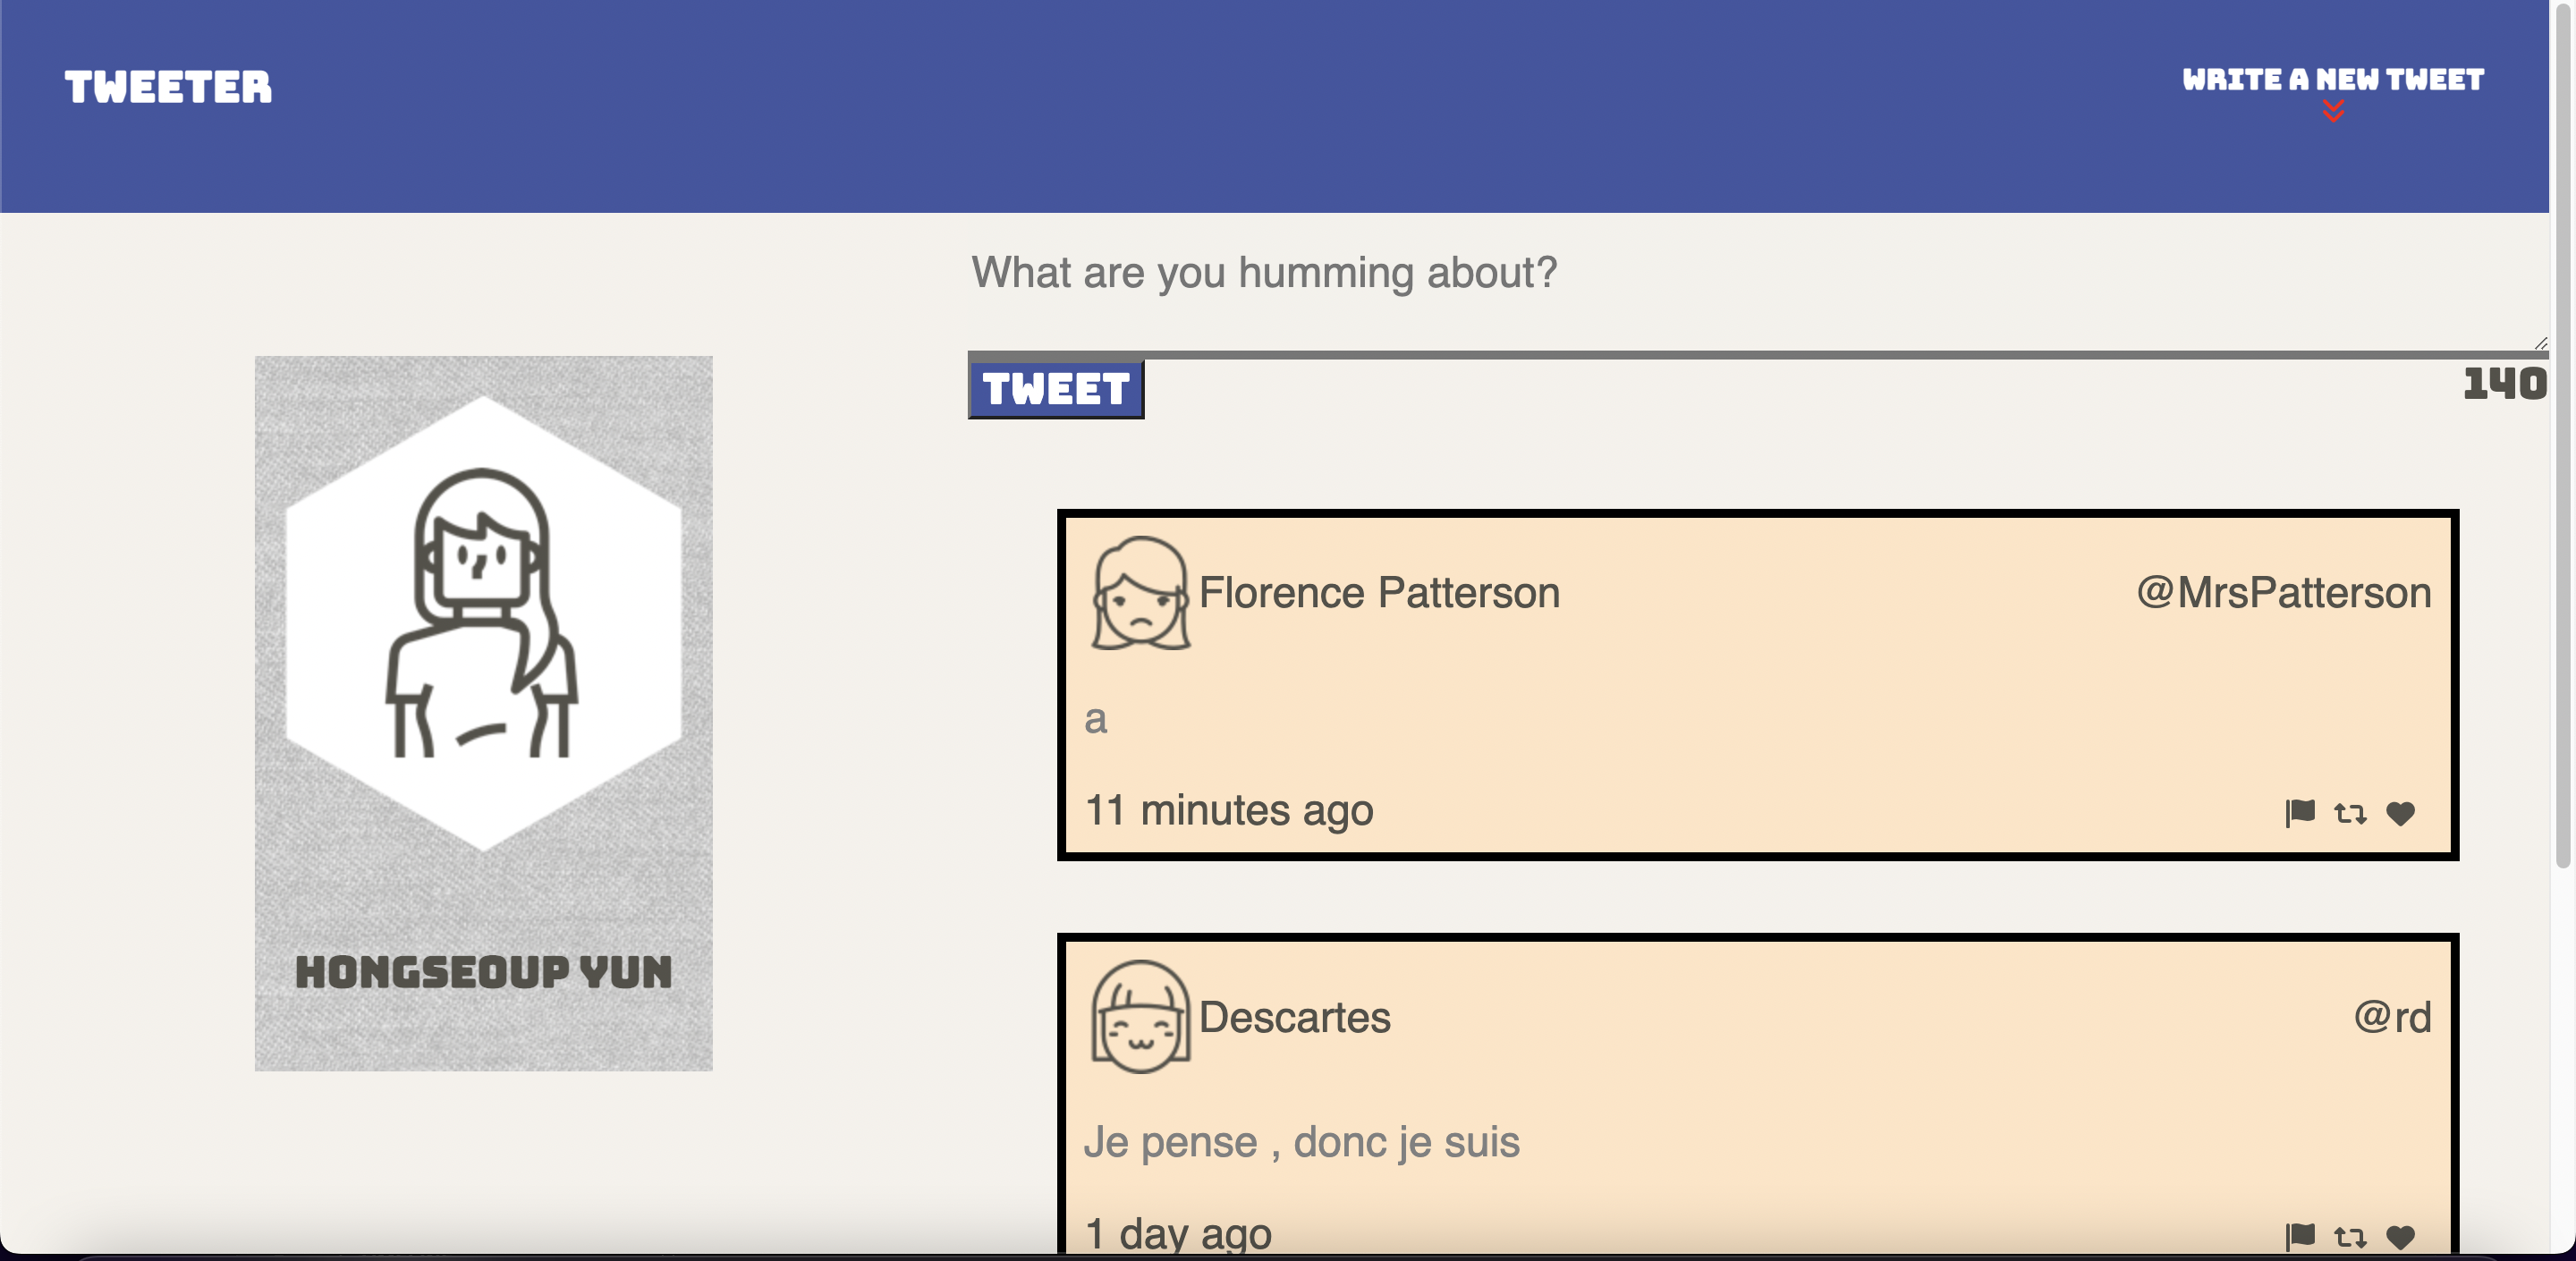 TWEETER
WRITE A NEW TWEET
What are you humming about?
TWEET
140
HONGSEOUP YUN
Florence Patterson
@MrsPatterson
a
11 minutes ago
Descartes
@rd
Je pense , donc je suis
1 day ago